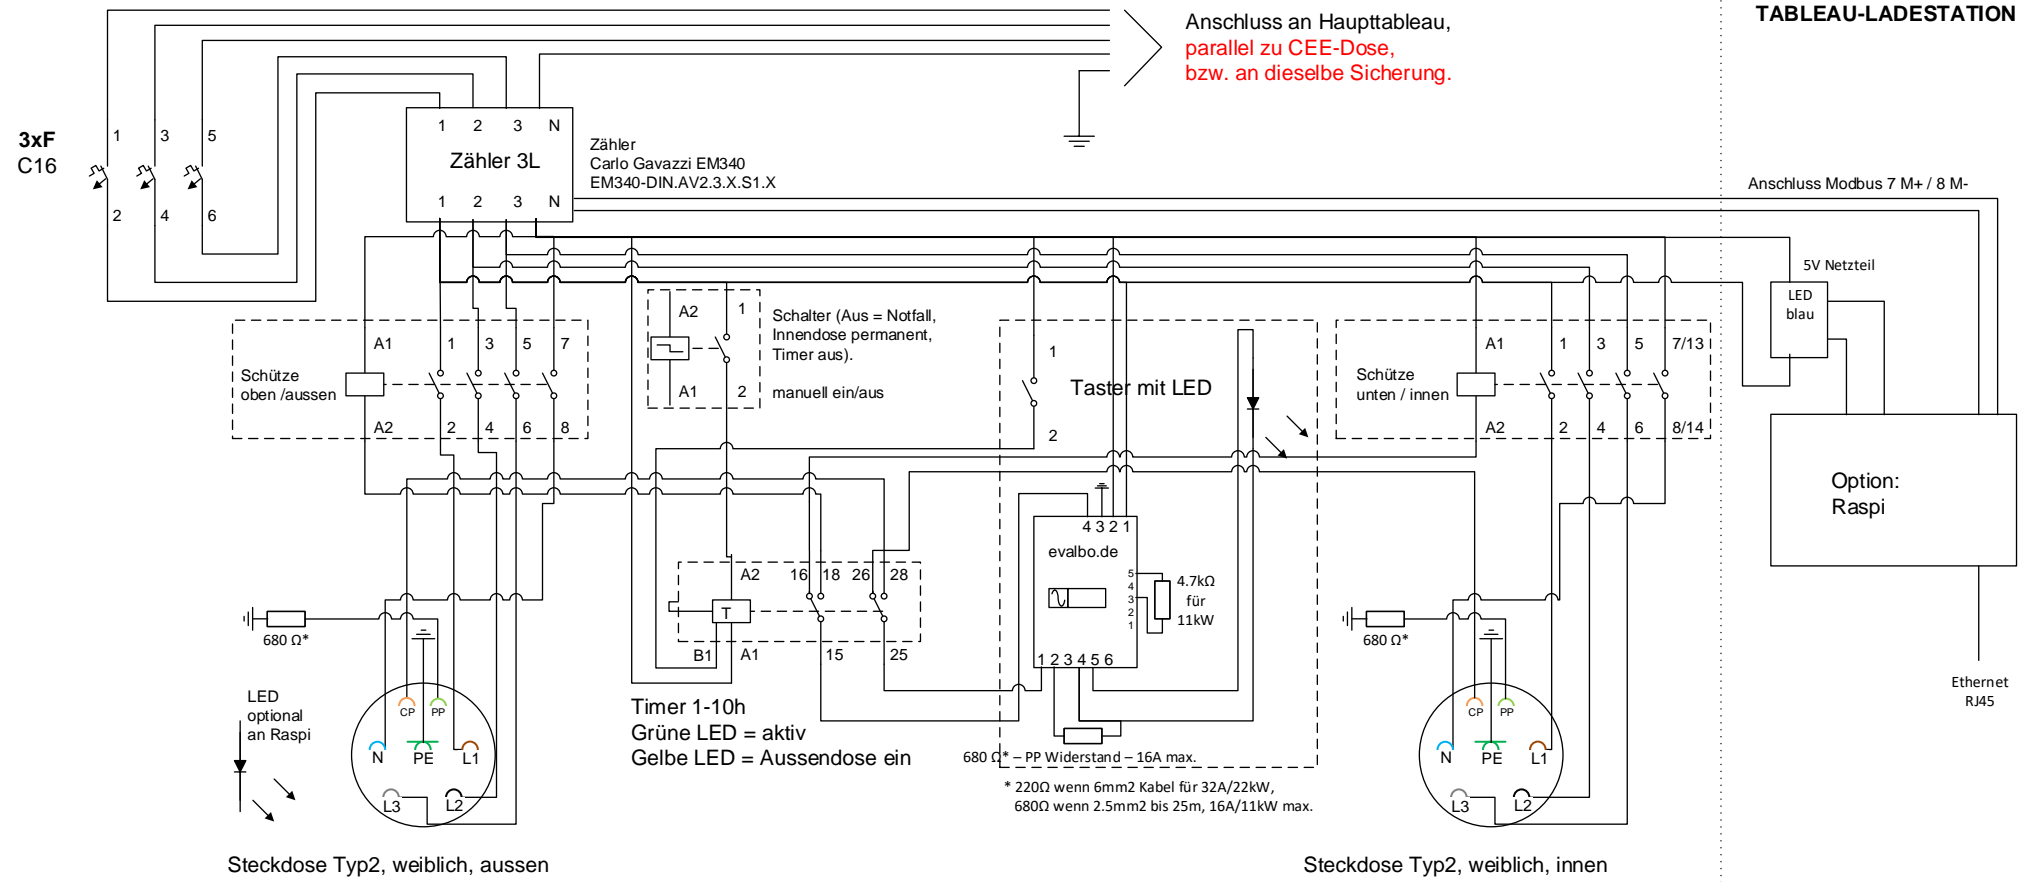 TABLEAU-LADESTATION
Anschluss an Haupttableau,
parallel zu CEE-Dose,
bzw. an dieselbe Sicherung.
3xF
C16
1 3 5
2 4 6
1 2 3 N
Zähler 3L
1 2 3 N
Zähler
Carlo Gavazzi EM340
EM340-DIN.AV2.3.X.S1.X
Anschluss Modbus 7 M+ / 8 M-
5V Netzteil
LED
blau
Schütze
oben /aussen
A1 1 3 5 7
A2 2 4 6 8
A2 1
A1 2
Schalter (Aus = Notfall,
Innendose permanent,
Timer aus).
manuell ein/aus
1
Taster mit LED
2
Schütze
unten / innen
A1 1 3 5 7/13
A2 2 4 6 8/14
Option:
Raspi
Ethernet
RJ45
A2 16 18 26 28
T
B1 A1 15 25
Timer 1-10h
Grüne LED = aktiv
Gelbe LED = Aussendose ein
4 3 2 1
evalbo.de
5
4
3
2
1
4.7kΩ
für
11kW
1 2 3 4 5 6
680 Ω* – PP Widerstand – 16A max.
* 220Ω wenn 6mm2 Kabel für 32A/22kW,
680Ω wenn 2.5mm2 bis 25m, 16A/11kW max.
680 Ω*
LED
optional
an Raspi
CP PP
N PE L1
L3 L2
Steckdose Typ2, weiblich, aussen
680 Ω*
CP PP
N PE L1
L3 L2
Steckdose Typ2, weiblich, innen